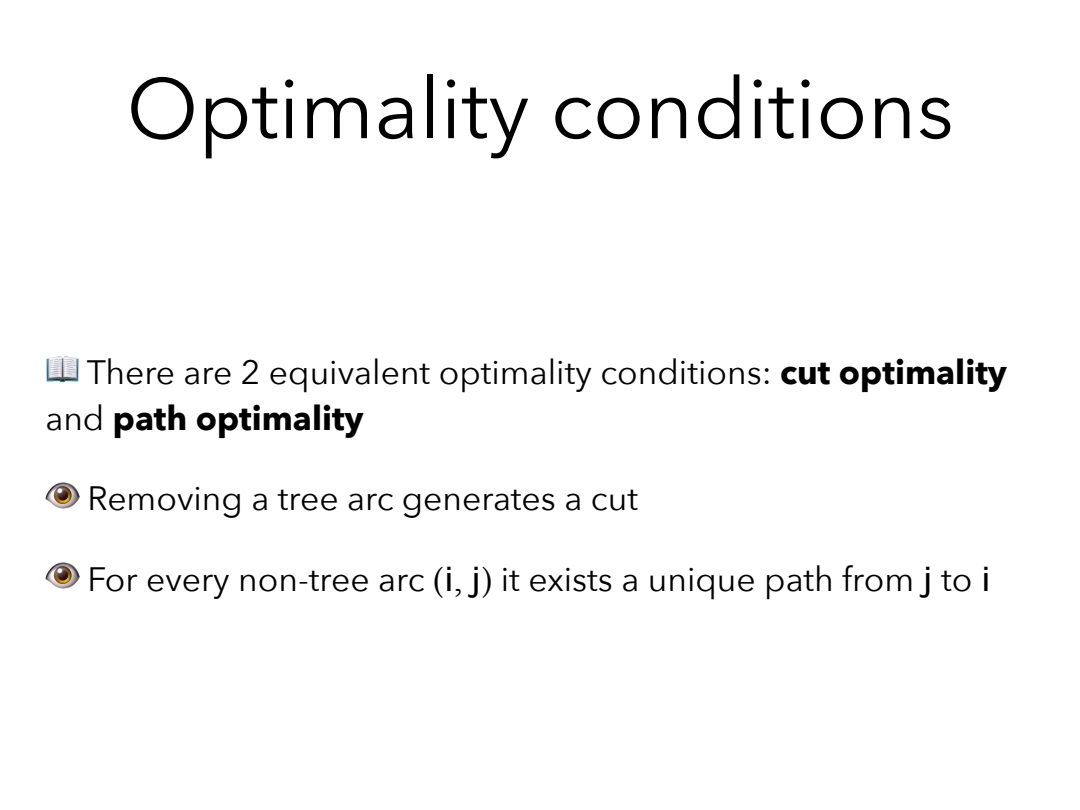 Optimality conditions
📖 There are 2 equivalent optimality conditions: cut optimality
and path optimality
👁 Removing a tree arc generates a cut
👁 For every non-tree arc (i, j) it exists a unique path from j to i